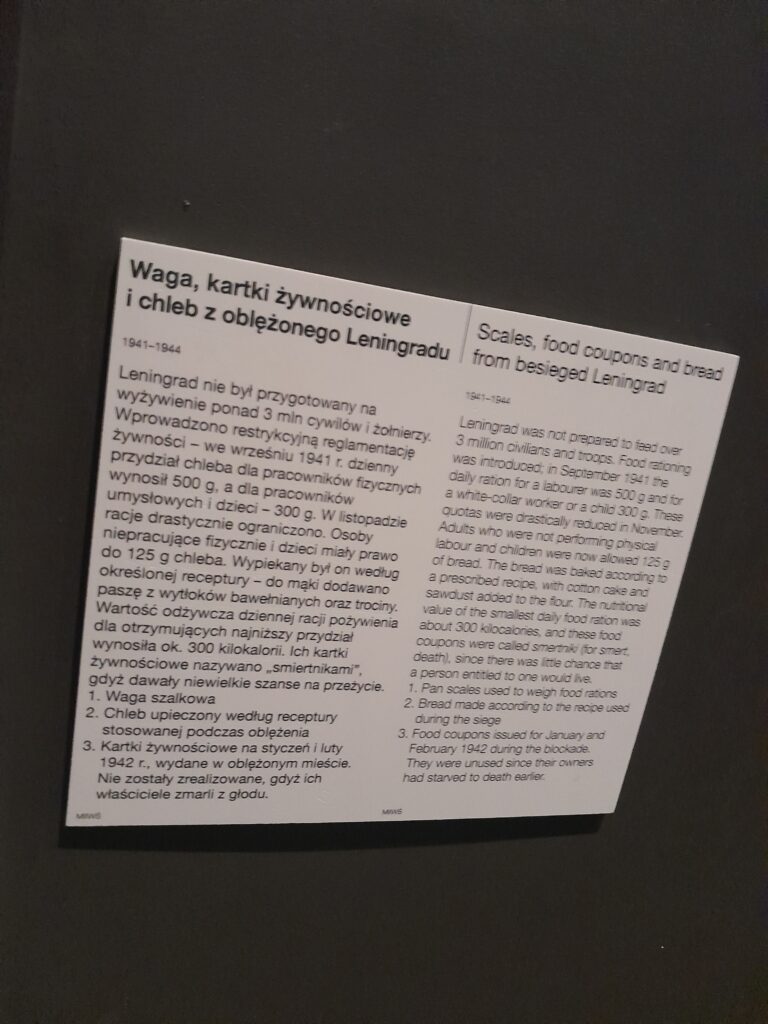 Waga, kartki żywnościowe
i chleb z oblężonego Leningradu
1941–1944
Leningrad nie był przygotowany na
wyżywienie ponad 3 mln cywilów i żołnierzy.
Wprowadzono restrykcyjną reglamentację
żywności – we wrześniu 1941 r. dzienny
przydział chleba dla pracowników fizycznych
wynosił 500 g, a dla pracowników
umysłowych i dzieci – 300 g. W listopadzie
racje drastycznie ograniczono. Osoby
niepracujące fizycznie i dzieci miały prawo
do 125 g chleba. Wypiekany był on według
określonej receptury – do mąki dodawano
paszę z wytłoków bawełnianych oraz trociny.
Wartość odżywcza dziennej racji pożywienia
dla otrzymujących najniższy przydział
wynosiła ok. 300 kilokalorii. Ich kartki
żywnościowe nazywano „smiertnikami”,
gdyż dawały niewielkie szanse na przeżycie.
1. Waga szalkowa
2. Chleb upieczony według receptury
stosowanej podczas oblężenia
3. Kartki żywnościowe na styczeń i luty
1942 r., wydane w oblężonym mieście.
Nie zostały zrealizowane, gdyż ich
właściciele zmarli z głodu.
MIIWŚ
Scales, food coupons and bread
from besieged Leningrad
1941–1944
Leningrad was not prepared to feed over
3 million civilians and troops. Food rationing
was introduced; in September 1941 the
daily ration for a labourer was 500 g and for
a white-collar worker or a child 300 g. These
quotas were drastically reduced in November.
Adults who were not performing physical
labour and children were now allowed 125 g
of bread. The bread was baked according to
a prescribed recipe, with cotton cake and
sawdust added to the flour. The nutritional
value of the smallest daily food ration was
about 300 kilocalories, and these food
coupons were called smertniki (for smert,
death), since there was little chance that
a person entitled to one would live.
1. Pan scales used to weigh food rations
2. Bread made according to the recipe used
during the siege
3. Food coupons issued for January and
February 1942 during the blockade.
They were unused since their owners
had starved to death earlier.
MIIWŚ